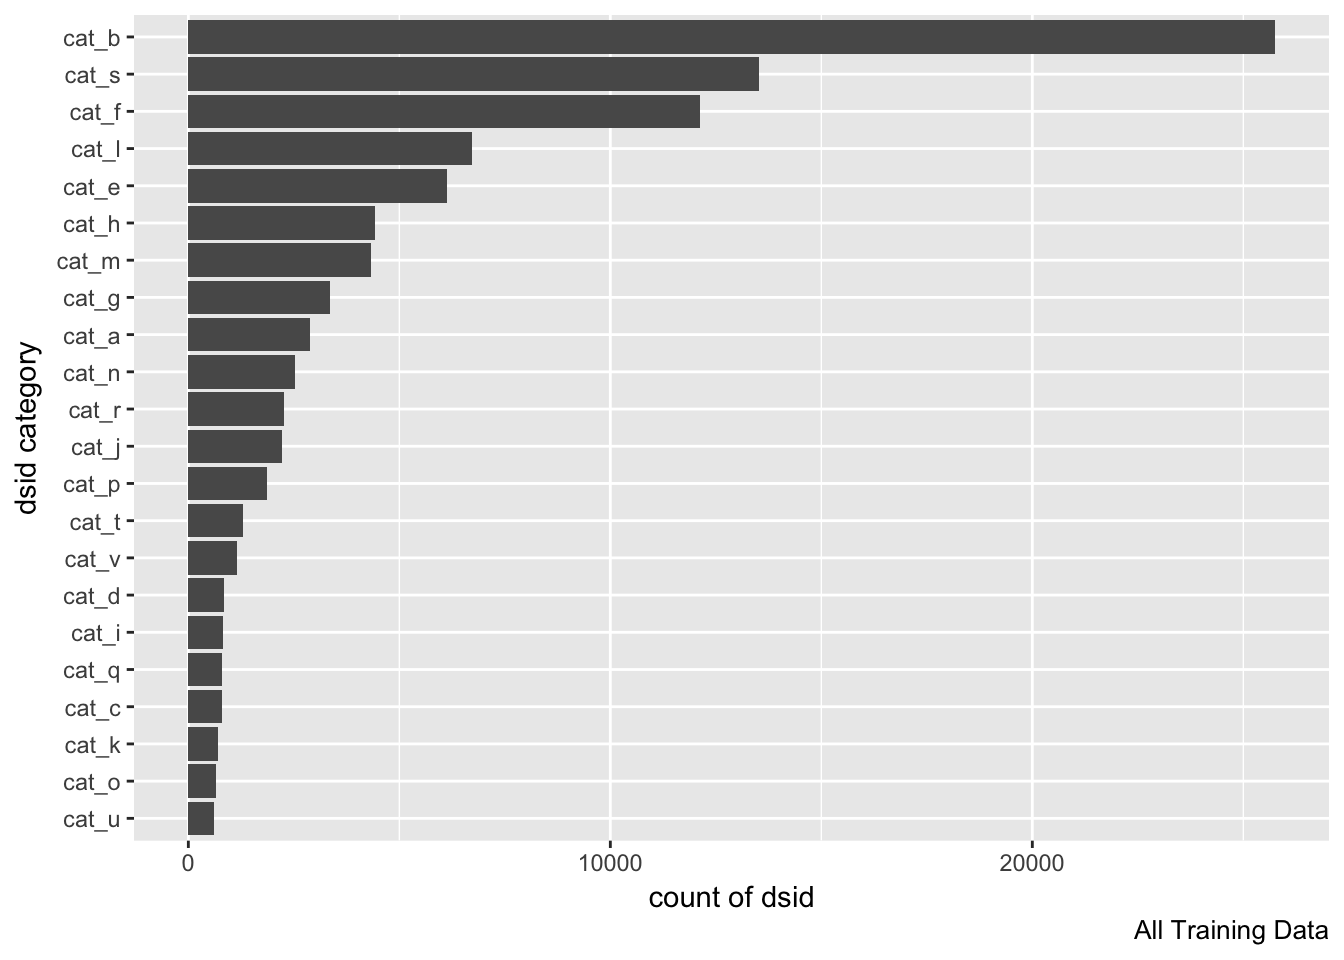 cat_b
cat_s
cat_f
cat_l
cat_e
cat_h
cat_m
cat_g
cat_a
cat_n
cat_r
cat_j
cat_p
cat_t
cat_v
cat_d
cat_i
cat_q
cat_c
cat_k
cat_o
cat_u
dsid category
0 10000 20000
count of dsid
All Training Data